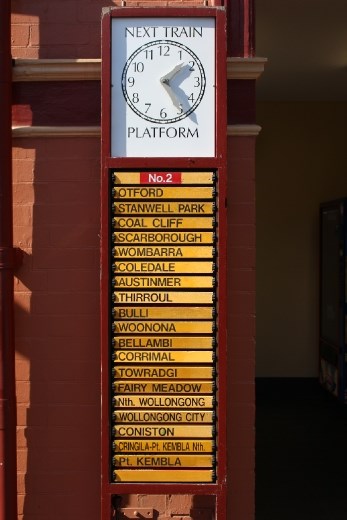 NEXT TRAIN
12
1
2
3
4
5
6
7
8
9
10
11
PLATFORM
No.2
OTFORD
STANWELL PARK
COAL CLIFF
SCARBOROUGH
WOMBARRA
COLEDALE
AUSTINMER
THIRROUL
BULLI
WOONONA
BELLAMBI
CORRIMAL
TOWRADGI
FAIRY MEADOW
Nth. WOLLONGONG
WOLLONGONG CITY
CONISTON
CRINGILA-Pt. KEMBLA Nth.
Pt. KEMBLA